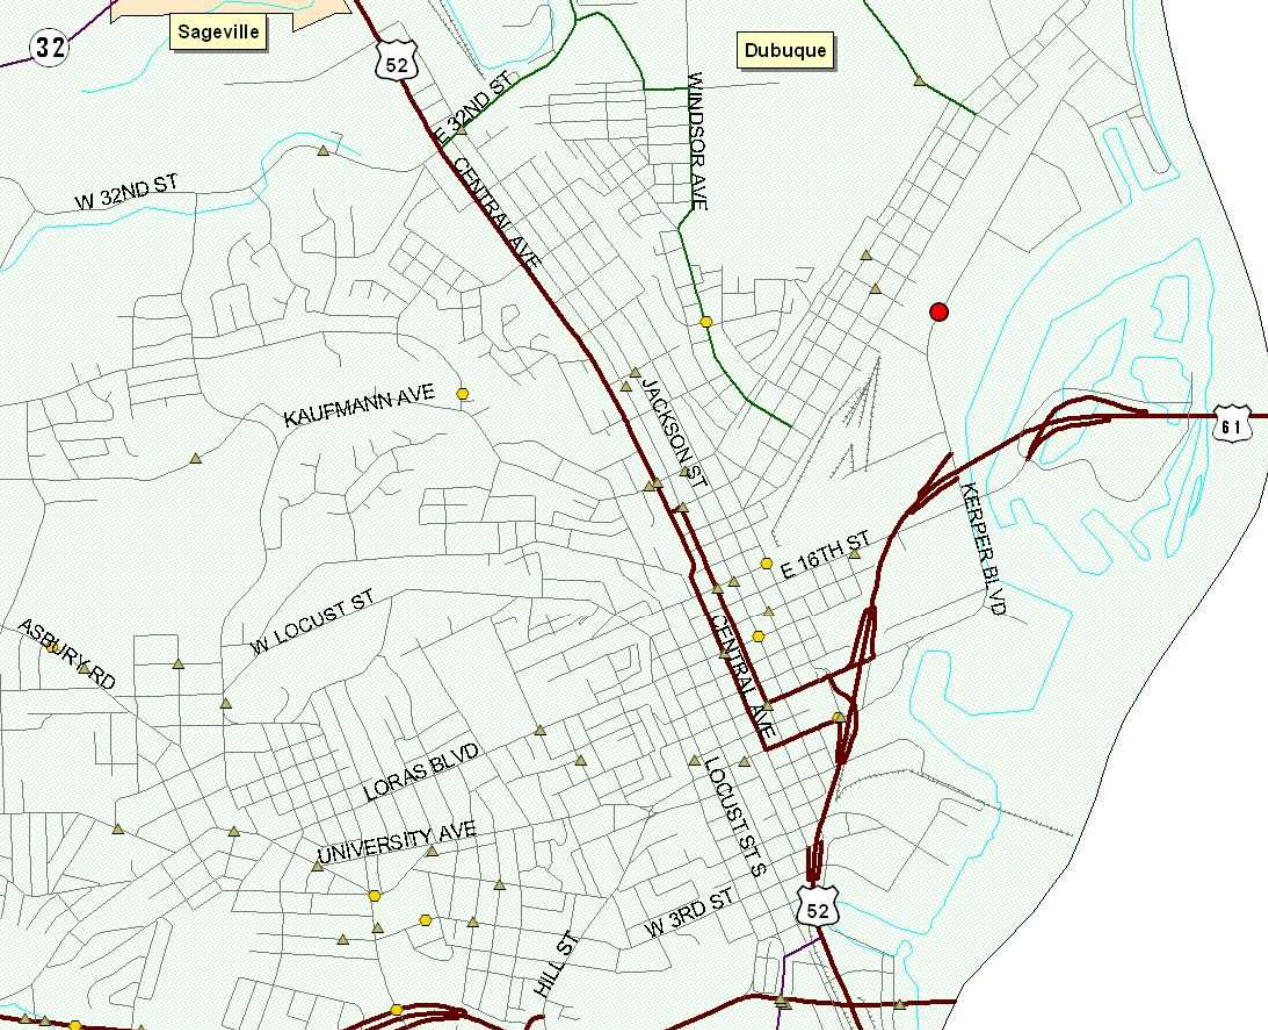 Sageville
32
52
Dubuque
E 32ND ST
WINDSOR AVE
W 32ND ST
CENTRAL AVE
KAUFMANN AVE
JACKSON ST
61
KERPER BLVD
E 16TH ST
W LOCUST ST
ASBURY RD
CENTRAL AVE
LORAS BLVD
LOCUST ST S
UNIVERSITY AVE
W 3RD ST
52
HILL ST